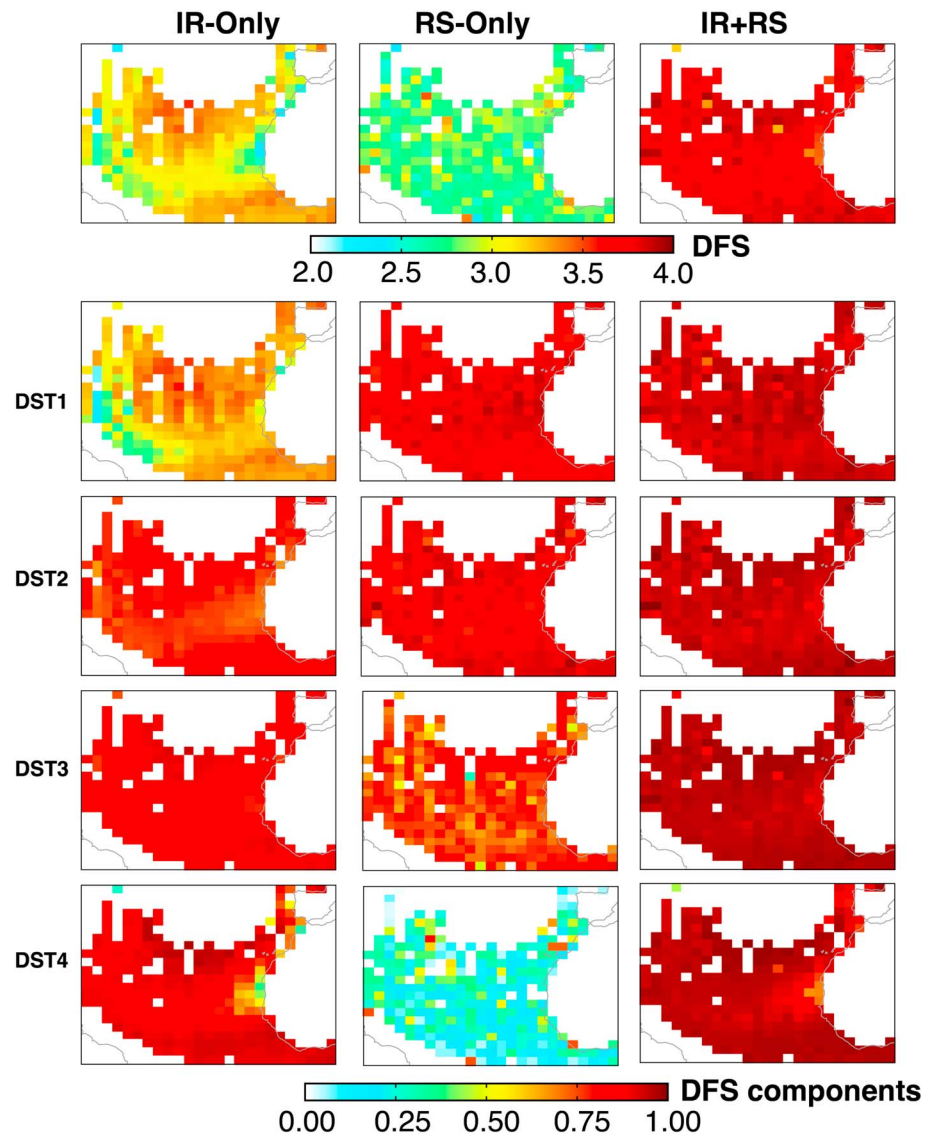 IR-Only RS-Only IR+RS
DFS
2.0 2.5 3.0 3.5 4.0
DST1
DST2
DST3
DST4
DFS components
0.00 0.25 0.50 0.75 1.00